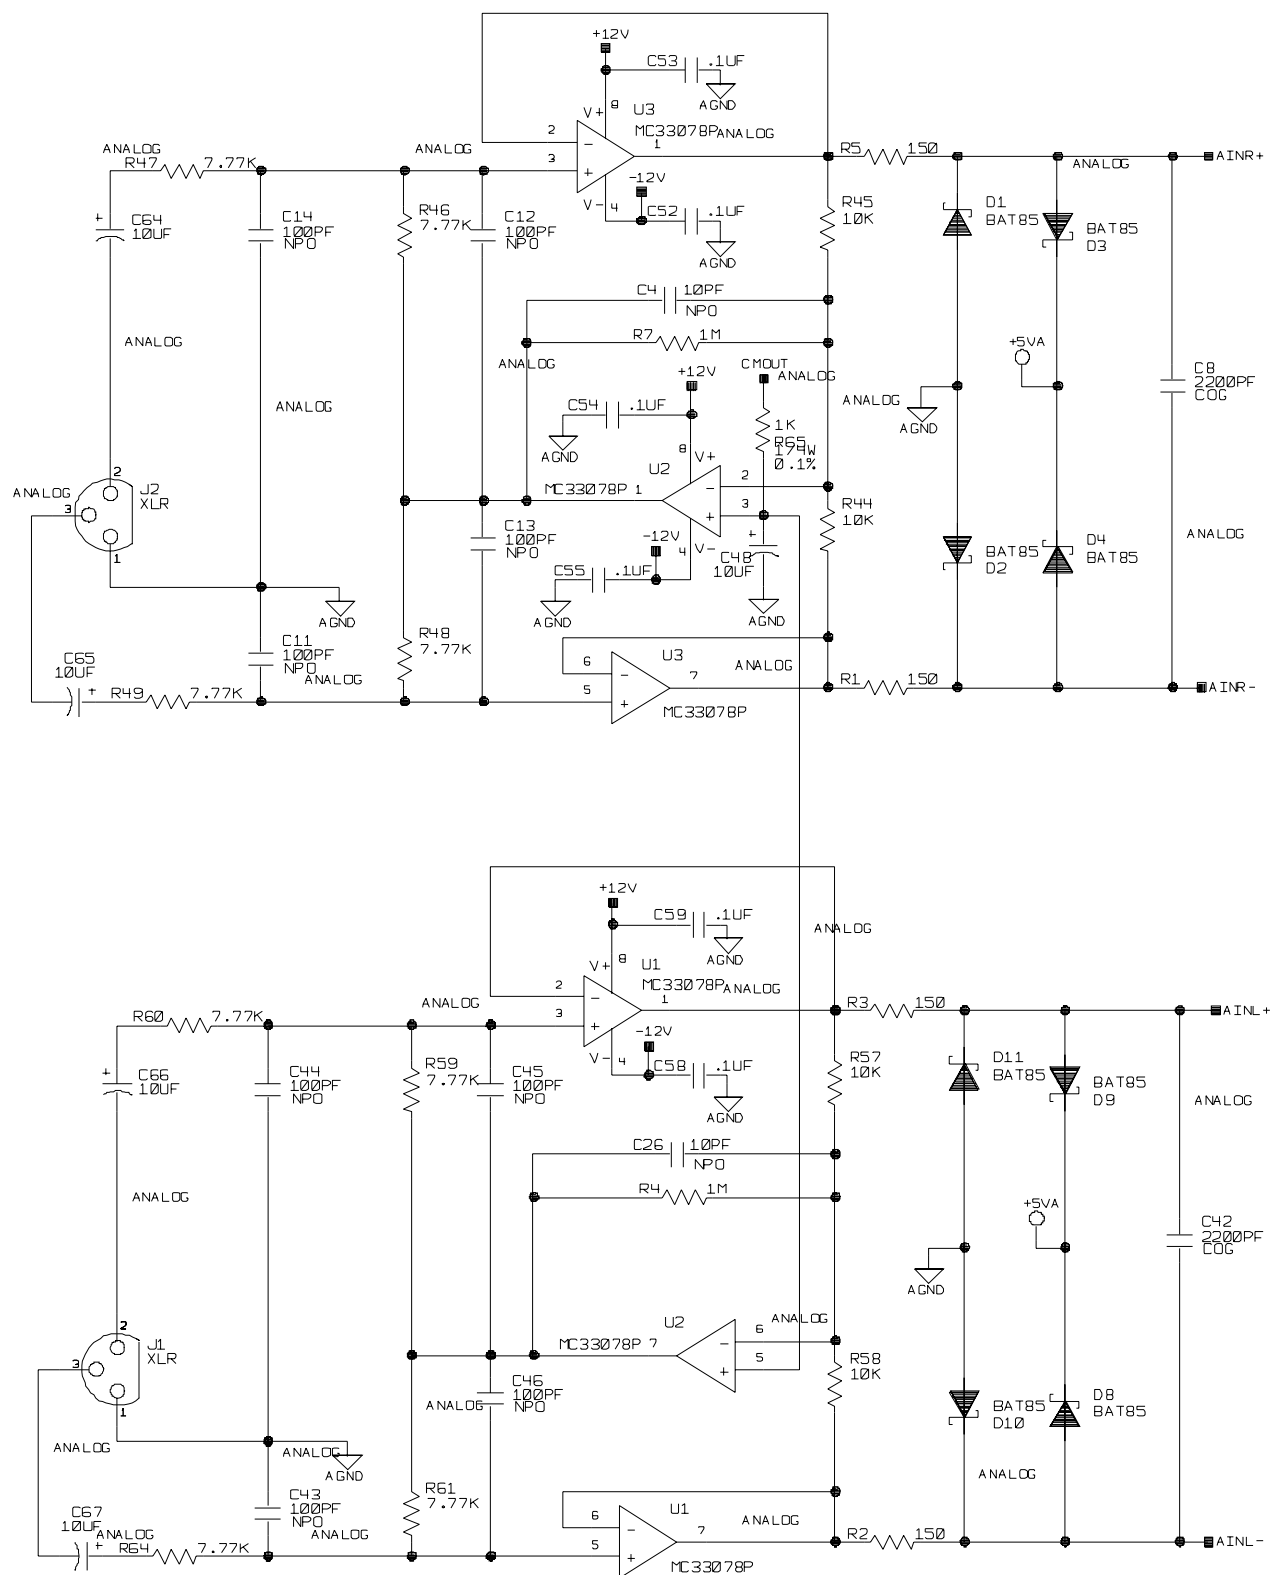 +12V
C53 .1UF
AGND
V+ 8
U3
MC33078P
ANALOG
2
3
1
-12V
V- 4
C52 .1UF
AGND
ANALOG
R47 7.77K
ANALOG
R5 150
ANALOG
AINR+
C64
10UF
C14
100PF
NPO
R46
7.77K
C12
100PF
NPO
R45
10K
D1
BAT85
BAT85
D3
C4 10PF
NPO
R7 1M
ANALOG
ANALOG
ANALOG
+12V
CMOUT
ANALOG
+5VA
ANALOG
C8
2200PF
COG
C54 .1UF
AGND
1K
R65
1/4W
0.1%
AGND
8 V+
U2
MC33078P 1
2
3
ANALOG
2
J2
XLR
3
1
C13
100PF
NPO
-12V
4 V-
C48
10UF
R44
10K
BAT85
D2
D4
BAT85
ANALOG
C55 .1UF
AGND
AGND
AGND
C11
100PF
NPO
ANALOG
R48
7.77K
C65
10UF
R49 7.77K
6
5
U3
7
MC33078P
ANALOG
R1 150
AINR-
+12V
C59 .1UF
AGND
V+ 8
U1
MC33078P
ANALOG
2
3
1
ANALOG
-12V
V- 4
C58 .1UF
AGND
R60 7.77K
ANALOG
R3 150
AINL+
C66
10UF
C44
100PF
NPO
R59
7.77K
C45
100PF
NPO
R57
10K
D11
BAT85
BAT85
D9
ANALOG
C26 10PF
NPO
R4 1M
ANALOG
+5VA
C42
2200PF
COG
AGND
U2
MC33078P 7
6
5
ANALOG
2
J1
XLR
3
1
C46
100PF
NPO
ANALOG
R58
10K
BAT85
D10
D8
BAT85
ANALOG
ANALOG
AGND
ANALOG
C43
100PF
NPO
ANALOG
R61
7.77K
C67
10UF
ANALOG
R64 7.77K
6
5
U1
7
MC33078P
ANALOG
R2 150
AINL-